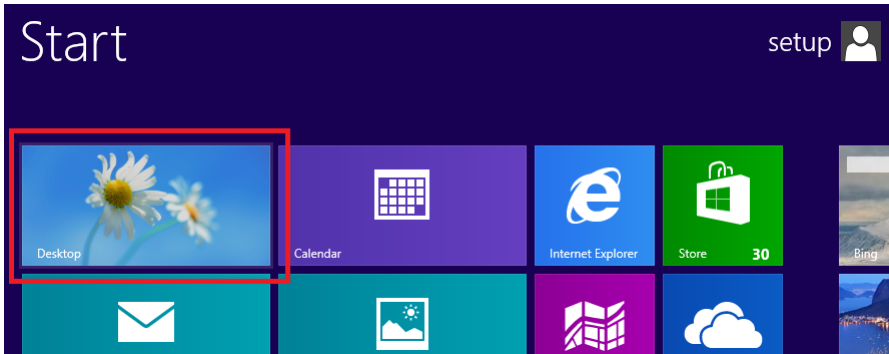 Start
setup
Desktop
Calendar
Internet Explorer
Store
30
Bing